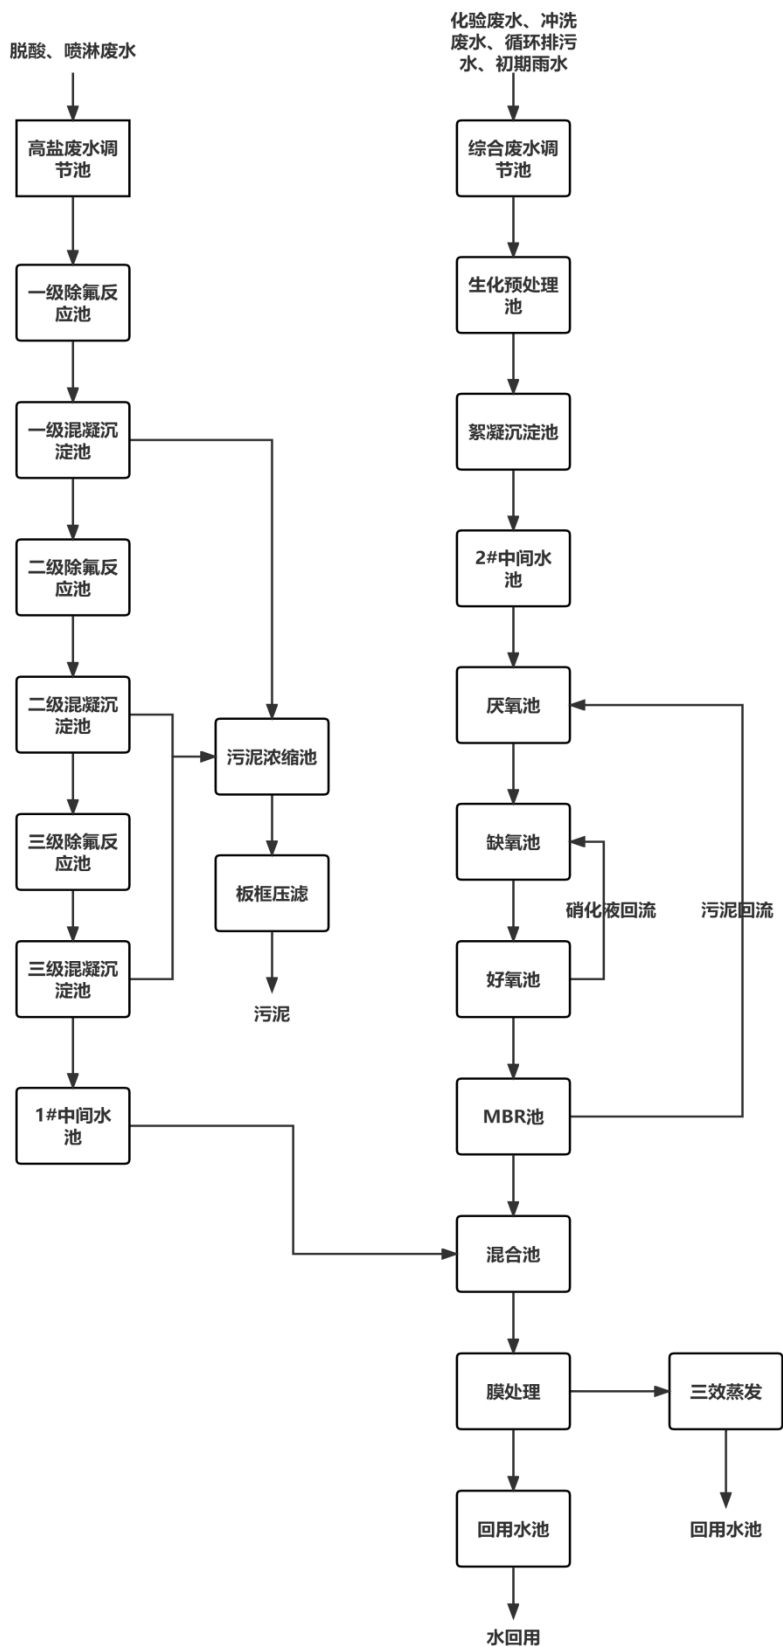 脱酸、喷淋废水
高盐废水调
节池
一级除氟反
应池
一级混凝沉
淀池
二级除氟反
应池
二级混凝沉
淀池
三级除氟反
应池
三级混凝沉
淀池
1#中间水
池
污泥浓缩池
板框压滤
污泥
化验废水、冲洗
废水、循环排污
水、初期雨水
综合废水调
节池
生化预处理
池
絮凝沉淀池
2#中间水
池
厌氧池
缺氧池
硝化液回流
污泥回流
好氧池
MBR池
混合池
膜处理
三效蒸发
回用水池
回用水池
水回用